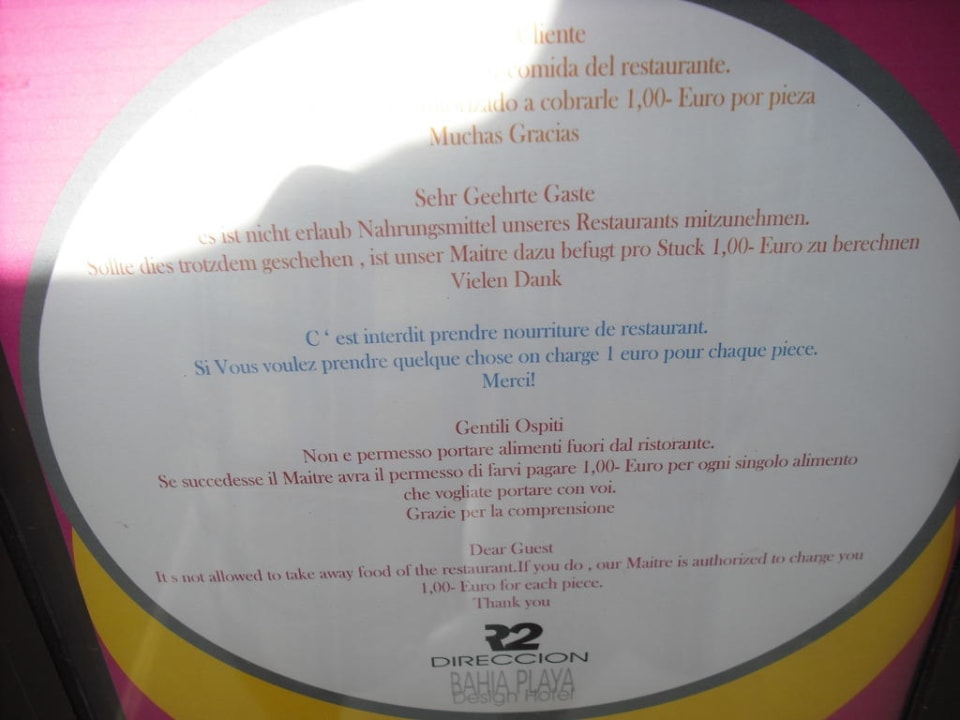 comida del restaurante.
a cobrarle 1,00- Euro por pieza
Muchas Gracias
Sehr Geehrte Gaste
es ist nicht erlaub Nahrungsmittel unseres Restaurants mitzunehmen.
Sollte dies trotzdem geschehen , ist unser Maitre dazu befugt pro Stuck 1,00- Euro zu berechnen
Vielen Dank
C ‘ est interdit prendre nourriture de restaurant.
Si Vous voulez prendre quelque chose on charge 1 euro pour chaque piece.
Merci!
Gentili Ospiti
Non e permesso portare alimenti fuori dal ristorante.
Se succedesse il Maitre avra il permesso di farvi pagare 1,00- Euro per ogni singolo alimento
che vogliate portare con voi.
Grazie per la comprensione
Dear Guest
It s not allowed to take away food of the restaurant.If you do , our Maitre is authorized to charge you
1,00- Euro for each piece.
Thank you
R2
DIRECCION
BAHIA PLAYA
Design Hotel